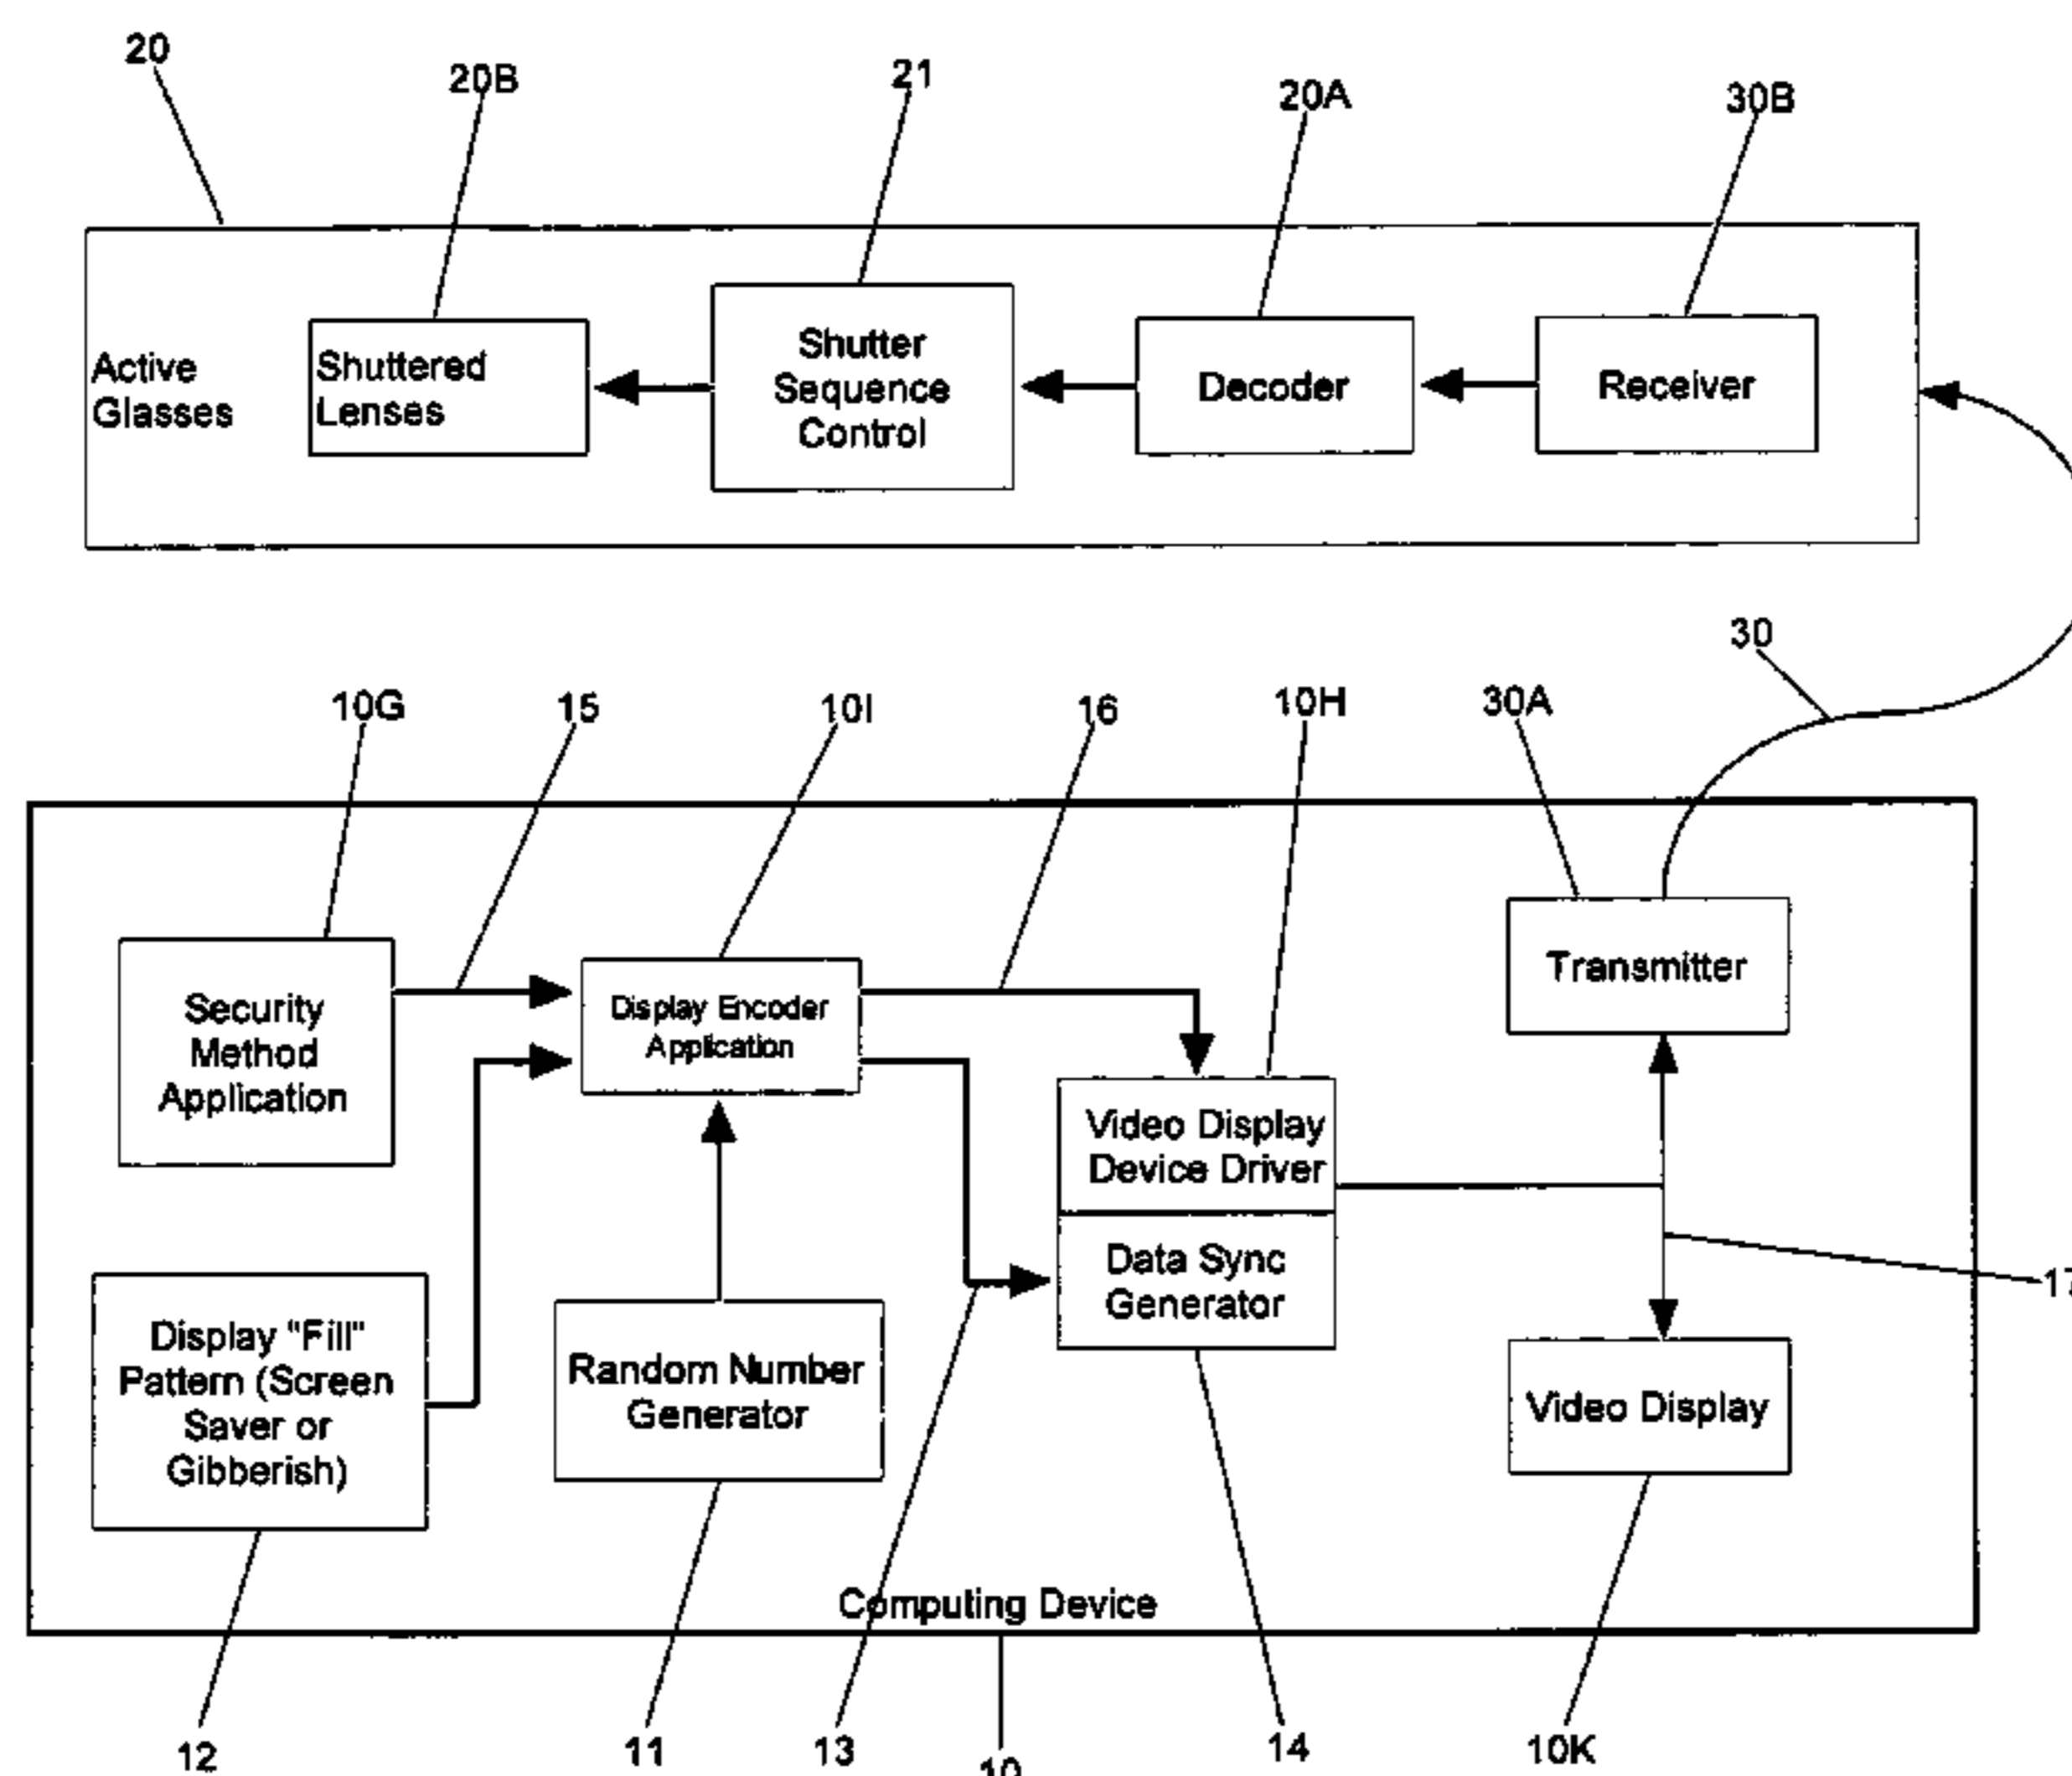 20
20B
21
20A
30B
Active
Glasses
Shuttered
Lenses
Shutter
Sequence
Control
Decoder
Receiver
30
10G
15
10I
16
10H
30A
Security
Method
Application
Display Encoder
Application
Transmitter
Video Display
Device Driver
Data Sync
Generator
17
Display "Fill"
Pattern (Screen
Saver or
Gibberish)
Random Number
Generator
Video Display
Computing Device
12
11
13
10
14
10K